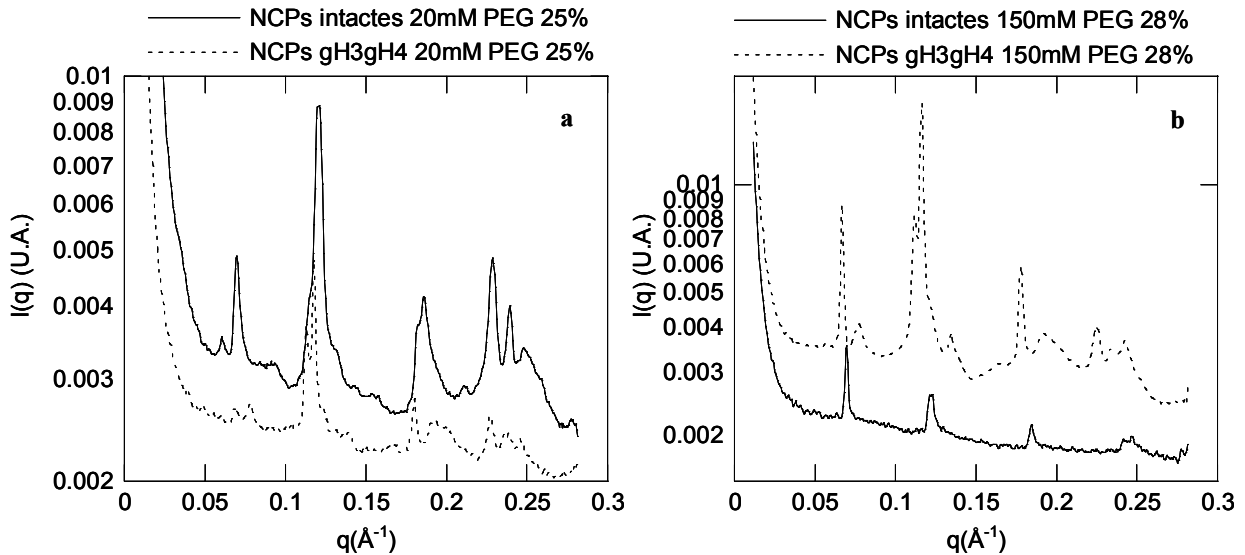 NCPs intactes 20mM PEG 25%
NCPs gH3gH4 20mM PEG 25%
a
0.01
0.009
0.008
0.007
0.006
0.005
0.004
0.003
0.002
I(q) (U.A.)
0 0.05 0.1 0.15 0.2 0.25 0.3
q(Å⁻¹)
NCPs intactes 150mM PEG 28%
NCPs gH3gH4 150mM PEG 28%
b
0.01
0.009
0.008
0.007
0.006
0.005
0.004
0.003
0.002
I(q) (U.A.)
0 0.05 0.1 0.15 0.2 0.25 0.3
q(Å⁻¹)